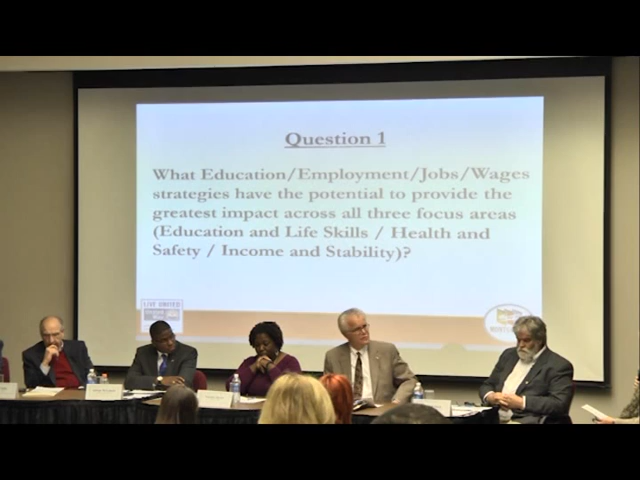 Question 1
What Education/Employment/Jobs/Wages
strategies have the potential to provide the
greatest impact across all three focus areas
(Education and Life Skills / Health and
Safety / Income and Stability)?
LIVE UNITED